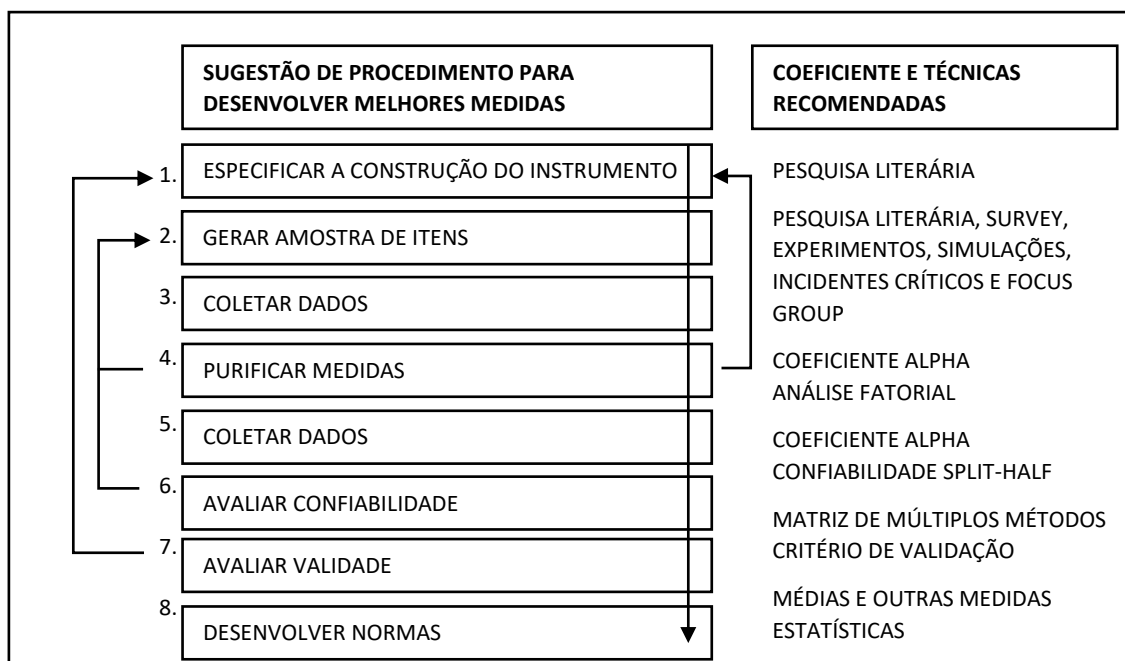 SUGESTÃO DE PROCEDIMENTO PARA
DESENVOLVER MELHORES MEDIDAS
COEFICIENTE E TÉCNICAS
RECOMENDADAS
1. ESPECIFICAR A CONSTRUÇÃO DO INSTRUMENTO
2. GERAR AMOSTRA DE ITENS
3. COLETAR DADOS
4. PURIFICAR MEDIDAS
5. COLETAR DADOS
6. AVALIAR CONFIABILIDADE
7. AVALIAR VALIDADE
8. DESENVOLVER NORMAS
PESQUISA LITERÁRIA
PESQUISA LITERÁRIA, SURVEY,
EXPERIMENTOS, SIMULAÇÕES,
INCIDENTES CRÍTICOS E FOCUS
GROUP
COEFICIENTE ALPHA
ANÁLISE FATORIAL
COEFICIENTE ALPHA
CONFIABILIDADE SPLIT-HALF
MATRIZ DE MÚLTIPLOS MÉTODOS
CRITÉRIO DE VALIDAÇÃO
MÉDIAS E OUTRAS MEDIDAS
ESTATÍSTICAS